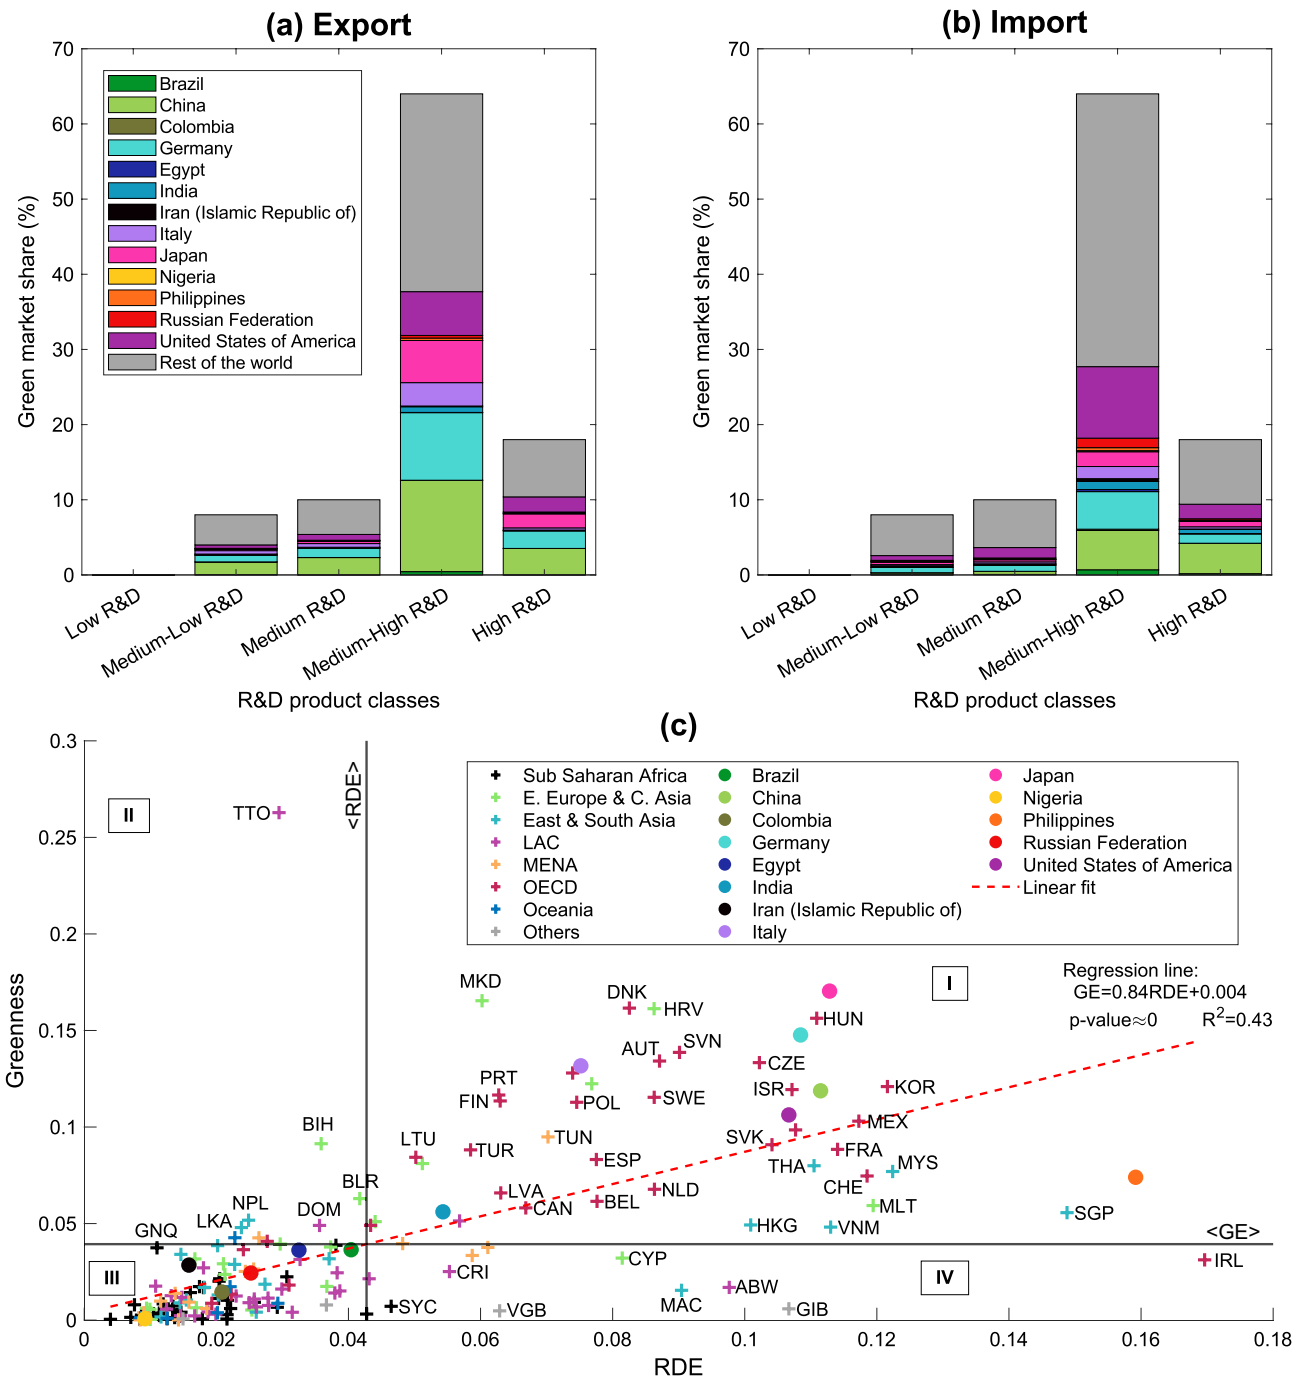 (a) Export
70
60
50
40
30
20
10
0
Green market share (%)
Brazil
China
Colombia
Germany
Egypt
India
Iran (Islamic Republic of)
Italy
Japan
Nigeria
Philippines
Russian Federation
United States of America
Rest of the world
Low R&D
Medium-Low R&D
Medium R&D
Medium-High R&D
High R&D
R&D product classes
(b) Import
70
60
50
40
30
20
10
0
Green market share (%)
Low R&D
Medium-Low R&D
Medium R&D
Medium-High R&D
High R&D
R&D product classes
(c)
0.3
0.25
0.2
0.15
0.1
0.05
0
Greenness
II
<RDE>
Sub Saharan Africa
E. Europe & C. Asia
East & South Asia
LAC
MENA
OECD
Oceania
Others
Brazil
China
Colombia
Germany
Egypt
India
Iran (Islamic Republic of)
Italy
Japan
Nigeria
Philippines
Russian Federation
United States of America
Linear fit
TTO
I
Regression line:
GE=0.84RDE+0.004
p-value≈0 R²=0.43
MKD
DNK
HRV
HUN
AUT
SVN
CZE
PRT
FIN
POL
SWE
ISR
KOR
BIH
LTU
TUR
TUN
ESP
SVK
MEX
FRA
THA
MYS
CHE
BLR
LVA
CAN
BEL
NLD
MLT
NPL
LKA
DOM
GNQ
HKG
VNM
SGP
<GE>
III
IV
CRI
CYP
IRL
SYC
VGB
MAC
ABW
GIB
0
0.02
0.04
0.06
0.08
0.1
0.12
0.14
0.16
0.18
RDE